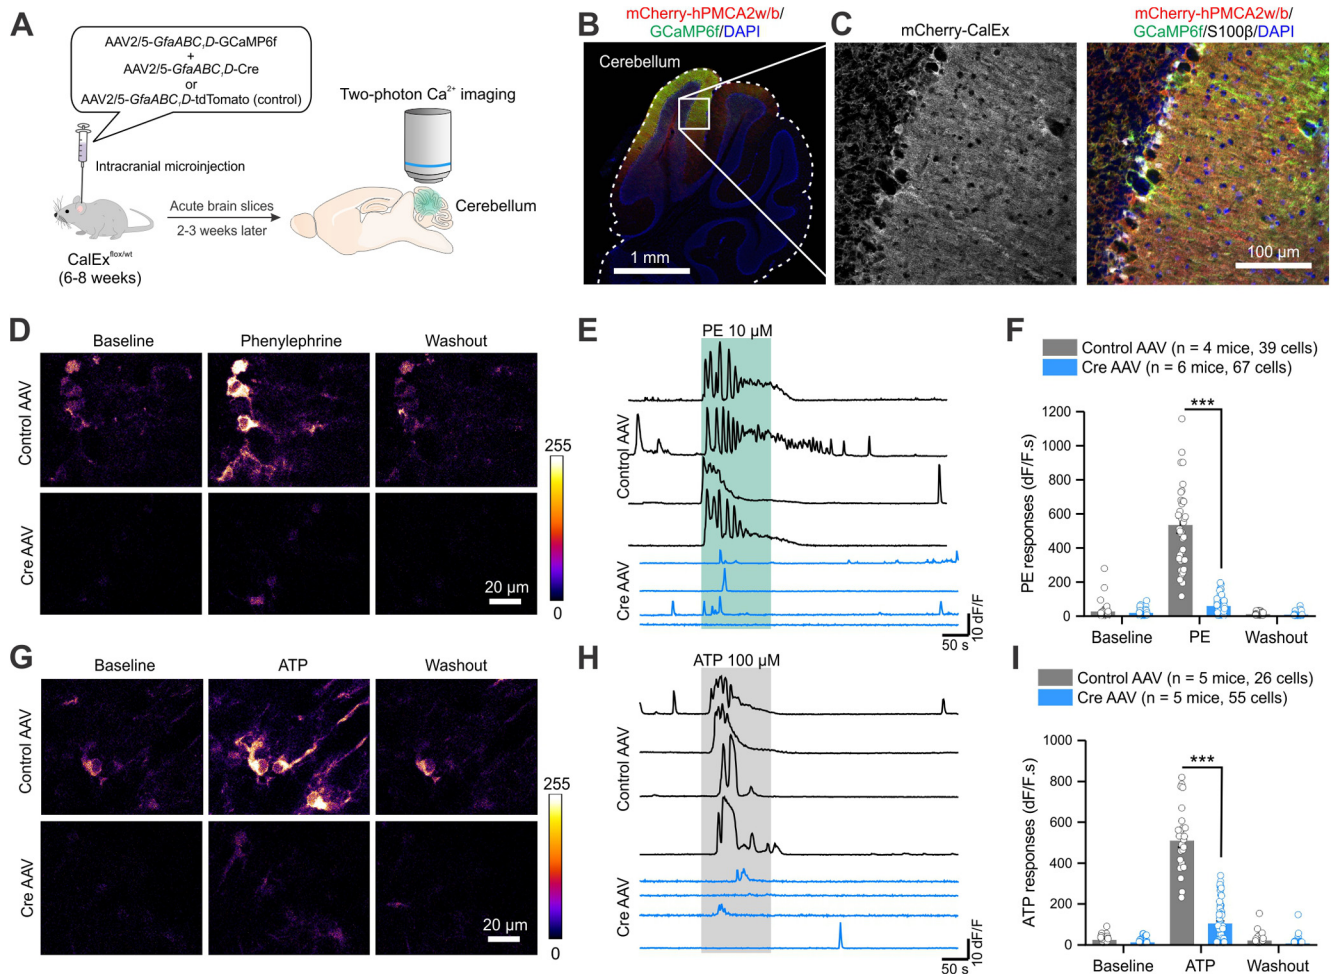 A
AAV2/5-GfaABC₁D-GCaMP6f
+
AAV2/5-GfaABC₁D-Cre
or
AAV2/5-GfaABC₁D-tdTomato (control)
Intracranial microinjection
Two-photon Ca²⁺ imaging
Acute brain slices
2-3 weeks later
Cerebellum
CalEx^flox/wt
(6-8 weeks)
B
mCherry-hPMCA2w/b/
GCaMP6f/DAPI
Cerebellum
1 mm
C
mCherry-CalEx
mCherry-hPMCA2w/b/
GCaMP6f/S100β/DAPI
100 µm
D
Baseline
Phenylephrine
Washout
Control AAV
Cre AAV
20 µm
255
0
E
PE 10 µM
Control AAV
Cre AAV
50 s
10 dF/F
F
Control AAV (n = 4 mice, 39 cells)
Cre AAV (n = 6 mice, 67 cells)
PE responses (dF/F.s)
1200
1000
800
600
400
200
0
***
Baseline
PE
Washout
G
Baseline
ATP
Washout
Control AAV
Cre AAV
20 µm
255
0
H
ATP 100 µM
Control AAV
Cre AAV
50 s
10 dF/F
I
Control AAV (n = 5 mice, 26 cells)
Cre AAV (n = 5 mice, 55 cells)
ATP responses (dF/F.s)
1000
800
600
400
200
0
***
Baseline
ATP
Washout